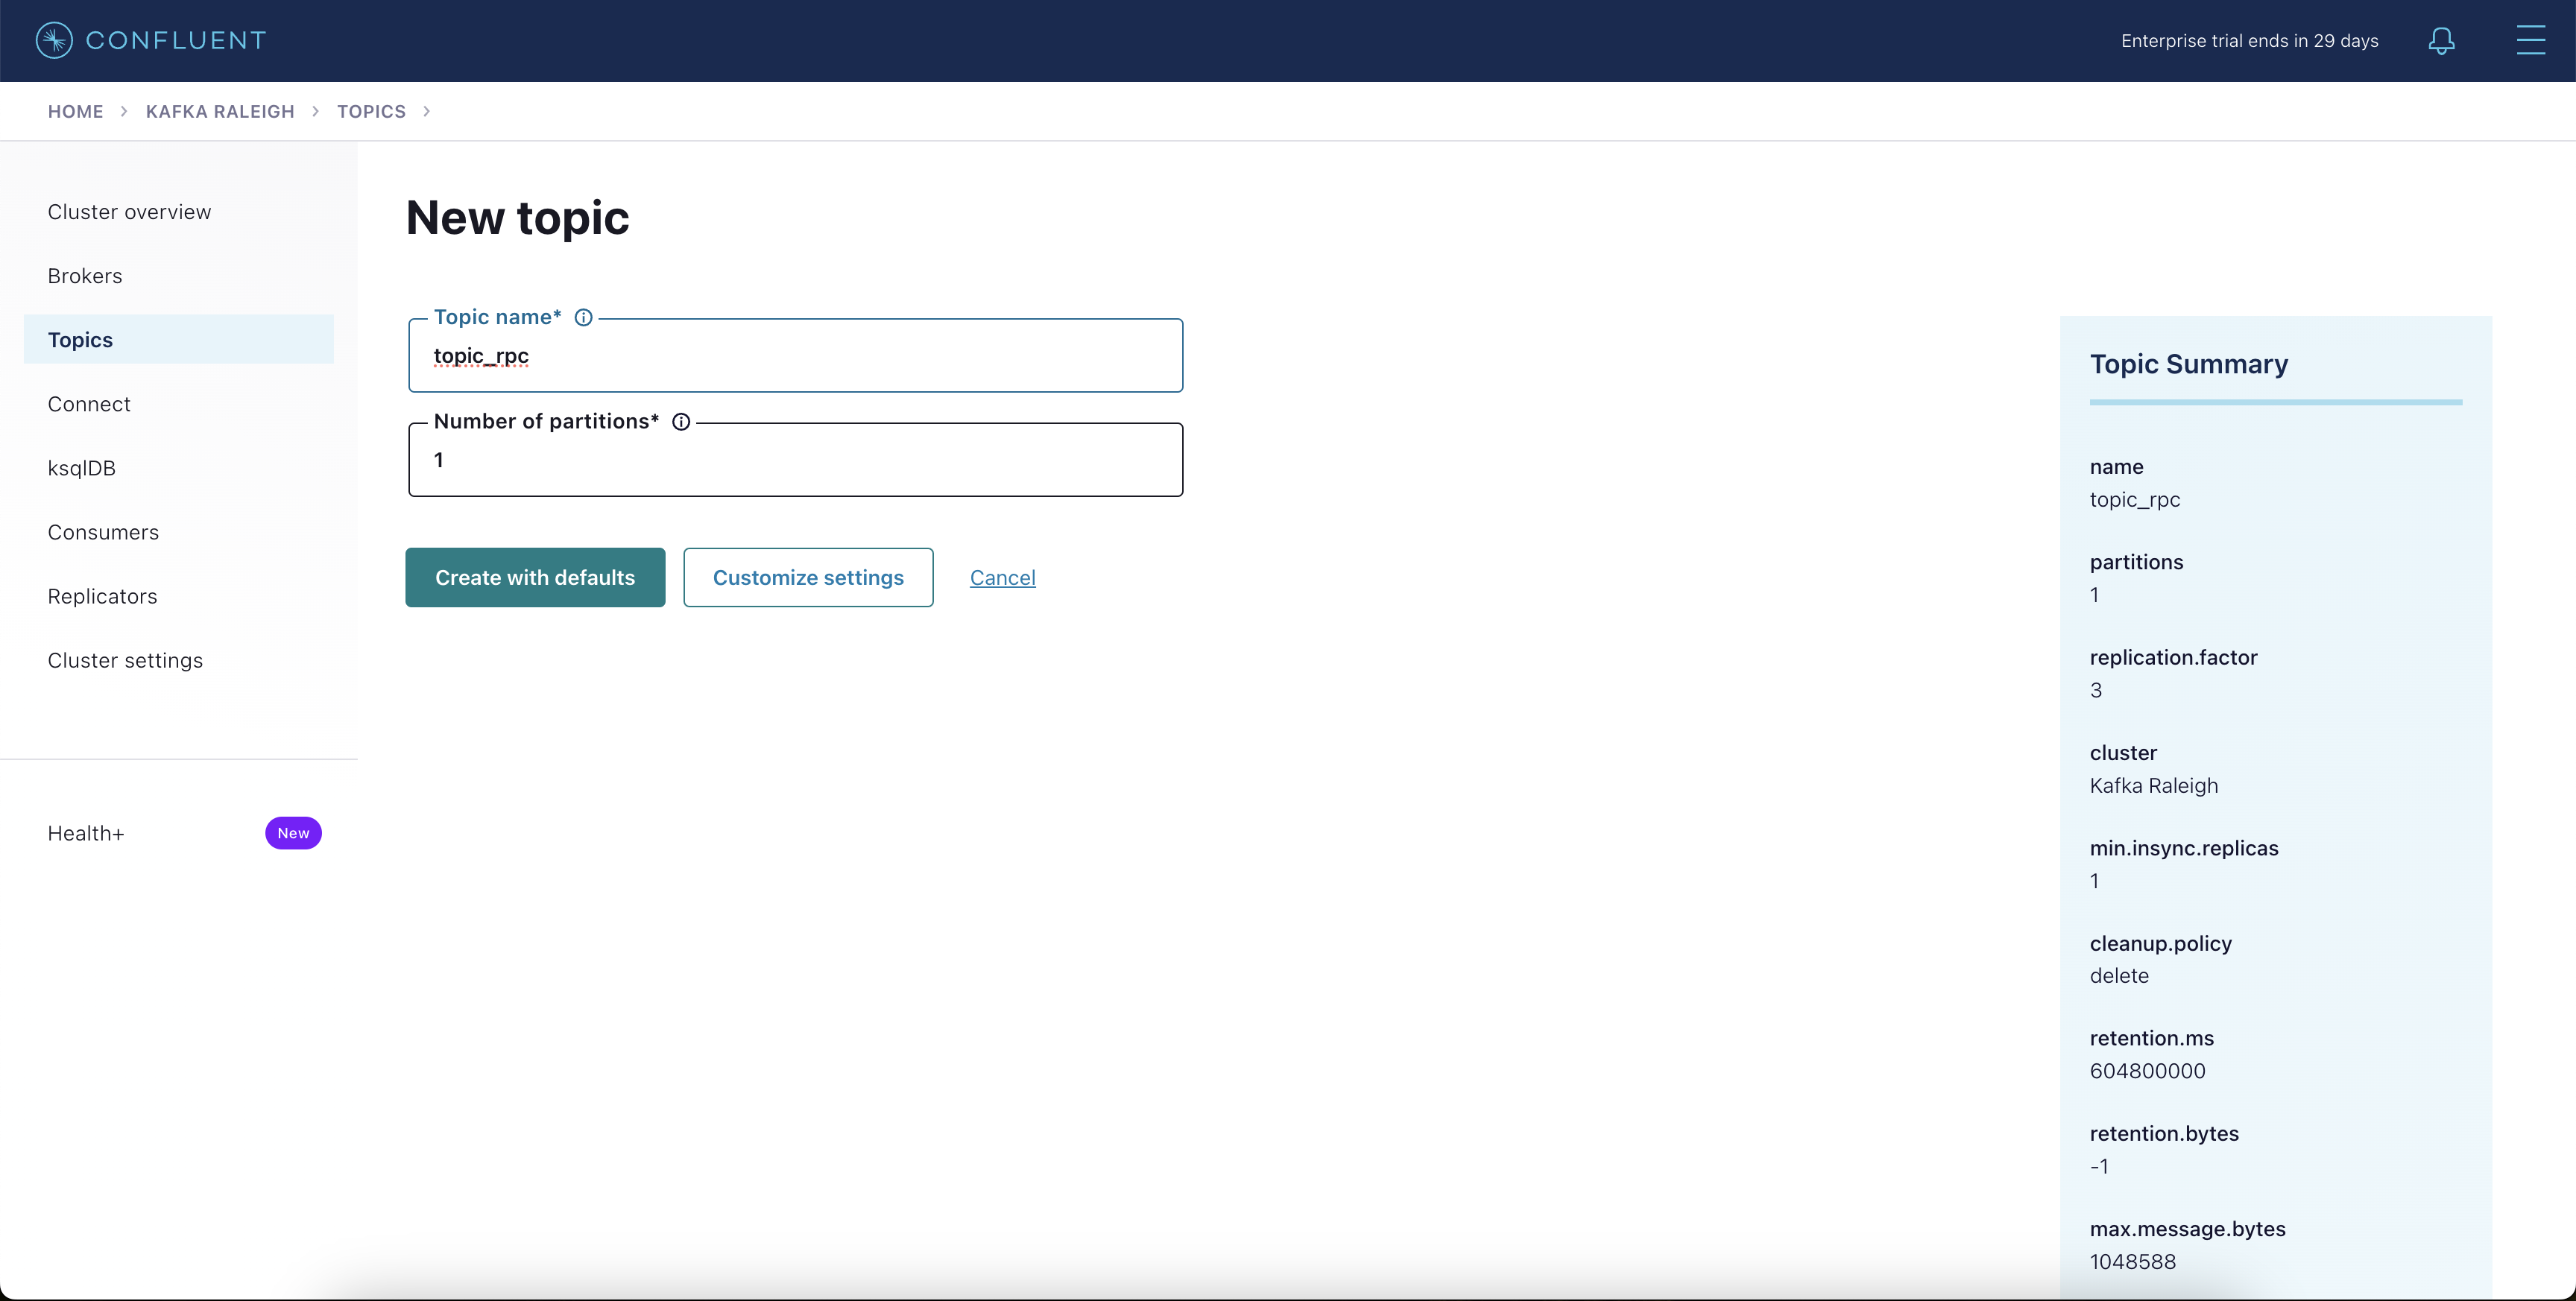 CONFLUENT
Enterprise trial ends in 29 days
HOME > KAFKA RALEIGH > TOPICS >
Cluster overview
Brokers
Topics
Connect
ksqlDB
Consumers
Replicators
Cluster settings
Health+ New
New topic
Topic name*
topic_rpc
Number of partitions*
1
Create with defaults Customize settings Cancel
Topic Summary
name
topic_rpc
partitions
1
replication.factor
3
cluster
Kafka Raleigh
min.insync.replicas
1
cleanup.policy
delete
retention.ms
604800000
retention.bytes
-1
max.message.bytes
1048588